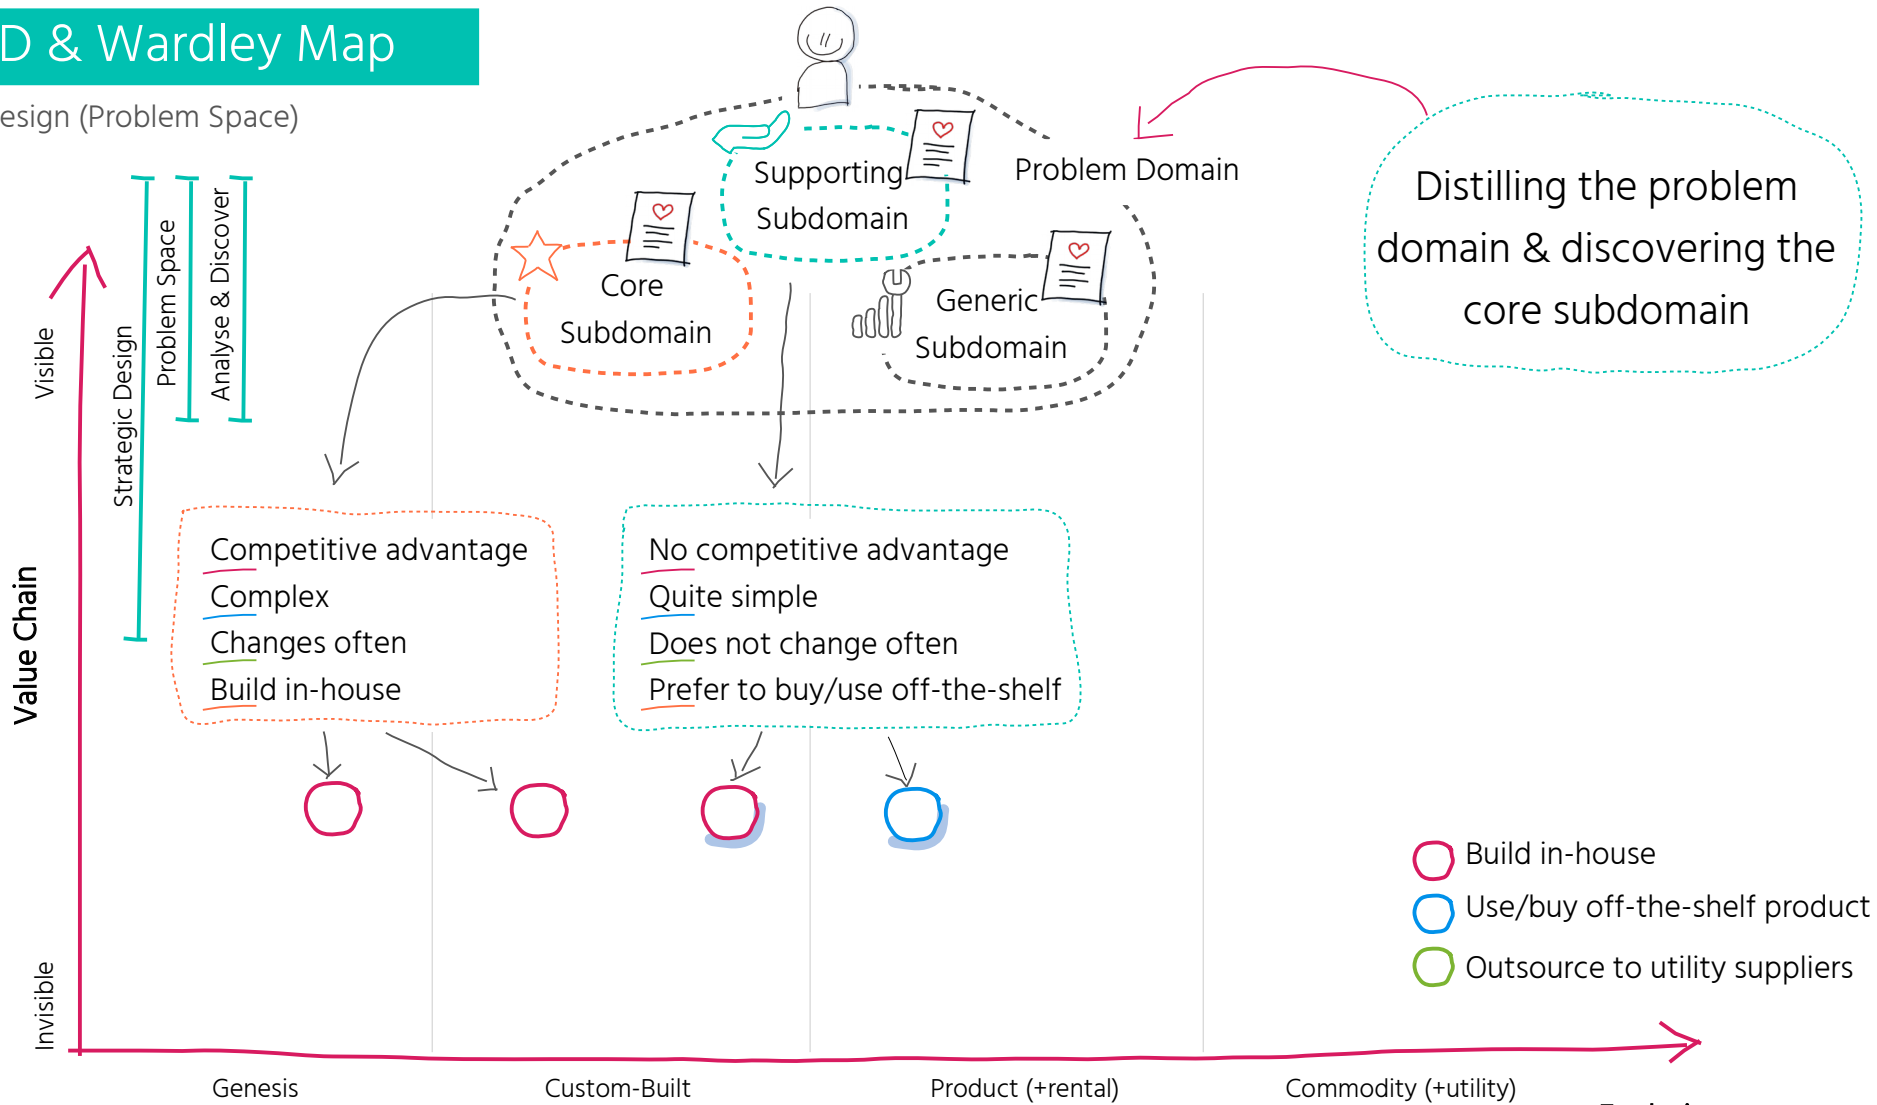 D & Wardley Map
esign (Problem Space)
Supporting
Subdomain
Problem Domain
Core
Subdomain
Generic
Subdomain
Distilling the problem
domain & discovering the
core subdomain
Strategic Design
Problem Space
Analyse & Discover
Visible
Value Chain
Invisible
Competitive advantage
Complex
Changes often
Build in-house
No competitive advantage
Quite simple
Does not change often
Prefer to buy/use off-the-shelf
Build in-house
Use/buy off-the-shelf product
Outsource to utility suppliers
Genesis
Custom-Built
Product (+rental)
Commodity (+utility)